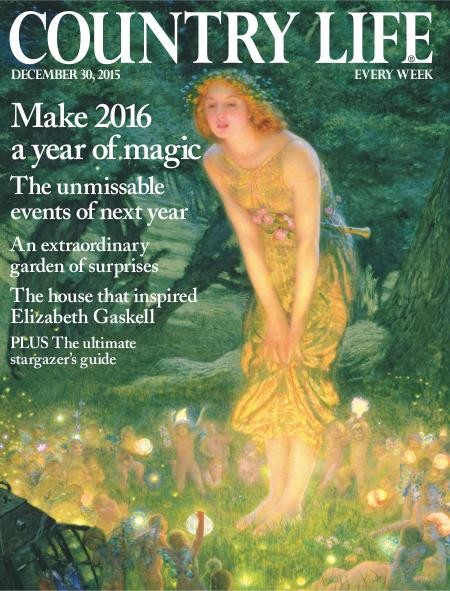 COUNTRY LIFE®
DECEMBER 30, 2015
EVERY WEEK
Make 2016
a year of magic
The unmissable
events of next year
An extraordinary
garden of surprises
The house that inspired
Elizabeth Gaskell
PLUS The ultimate
stargazer's guide